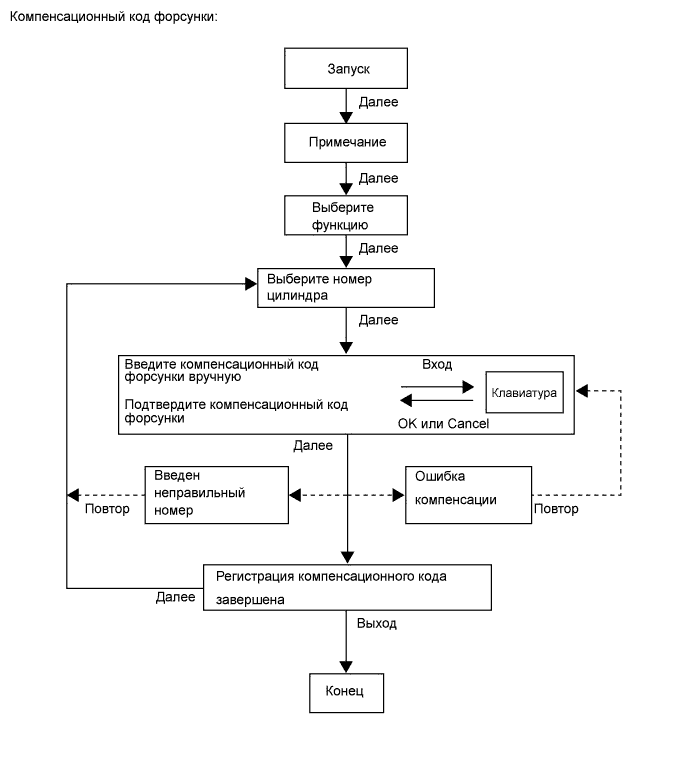 Компенсационный код форсунки:
Запуск
Далее
Примечание
Далее
Выберите
функцию
Далее
Выберите номер
цилиндра
Далее
Введите компенсационный код
форсунки вручную
Вход
Клавиатура
Подтвердите компенсационный код
форсунки
OK или Cancel
Далее
Введен
неправильный
номер
Повтор
Ошибка
компенсации
Повтор
Регистрация компенсационного кода
завершена
Далее
Выход
Конец